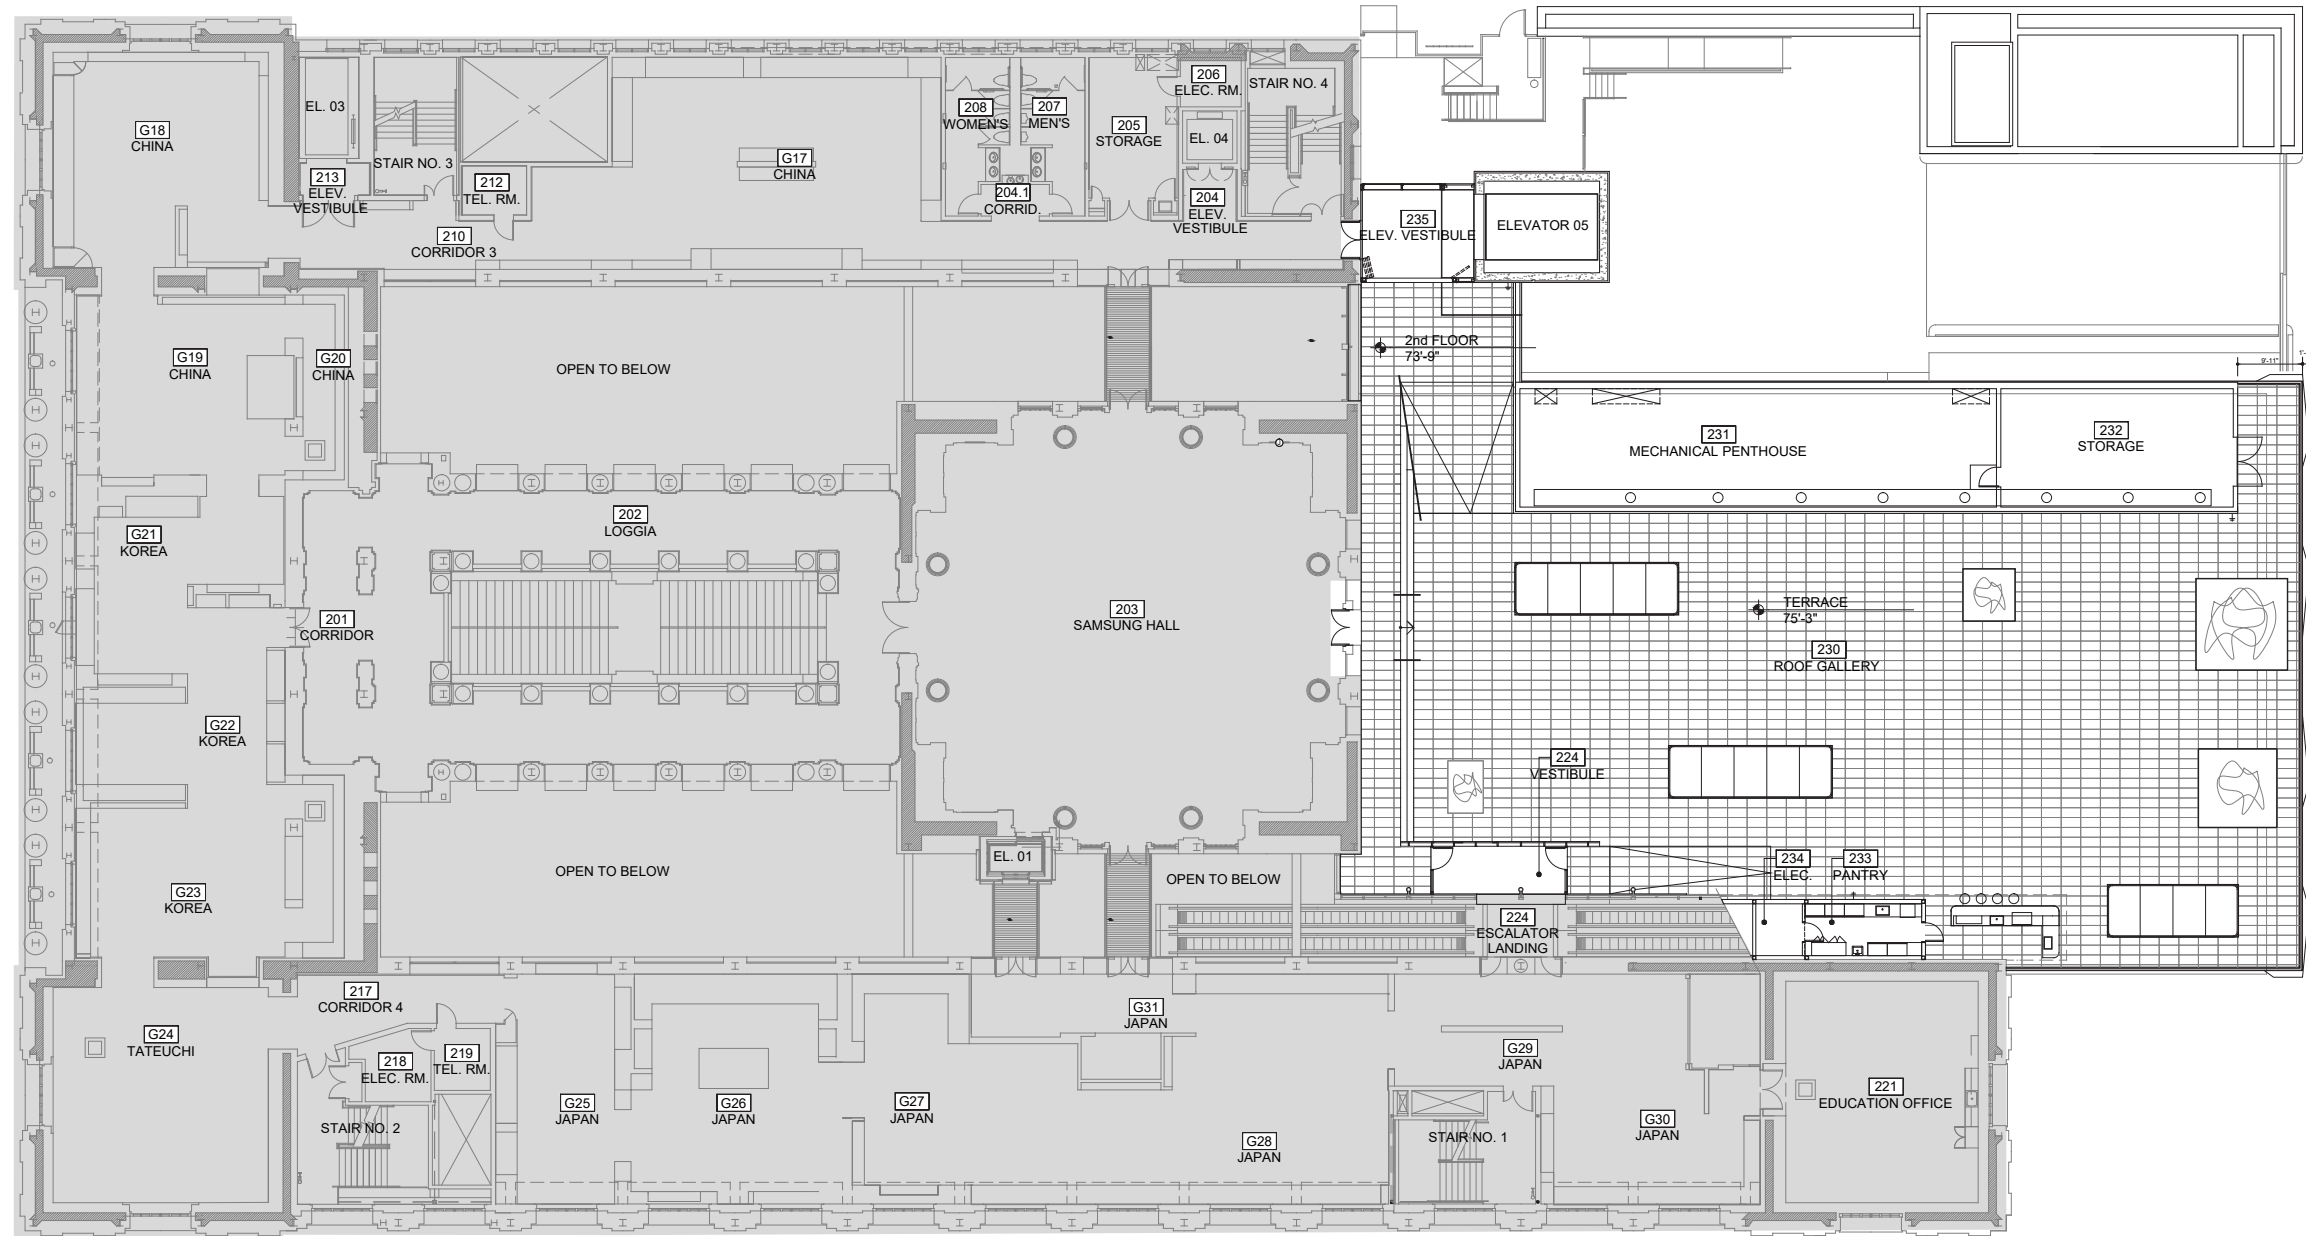 G18
CHINA
EL. 03
STAIR NO. 3
213
ELEV.
VESTIBULE
212
TEL. RM.
210
CORRIDOR 3
G17
CHINA
208
WOMEN'S
207
MEN'S
204.1
CORRID.
205
STORAGE
206
ELEC. RM.
EL. 04
204
ELEV.
VESTIBULE
STAIR NO. 4
235
ELEV. VESTIBULE
ELEVATOR 05
2nd FLOOR
73'-9"
9'-11"
G19
CHINA
G20
CHINA
OPEN TO BELOW
231
MECHANICAL PENTHOUSE
232
STORAGE
G21
KOREA
202
LOGGIA
201
CORRIDOR
203
SAMSUNG HALL
TERRACE
75'-3"
230
ROOF GALLERY
G22
KOREA
224
VESTIBULE
G23
KOREA
OPEN TO BELOW
EL. 01
OPEN TO BELOW
234
ELEC.
233
PANTRY
224
ESCALATOR
LANDING
217
CORRIDOR 4
G24
TATEUCHI
218
ELEC. RM.
219
TEL. RM.
STAIR NO. 2
G25
JAPAN
G26
JAPAN
G27
JAPAN
G31
JAPAN
G28
JAPAN
G29
JAPAN
STAIR NO. 1
G30
JAPAN
221
EDUCATION OFFICE